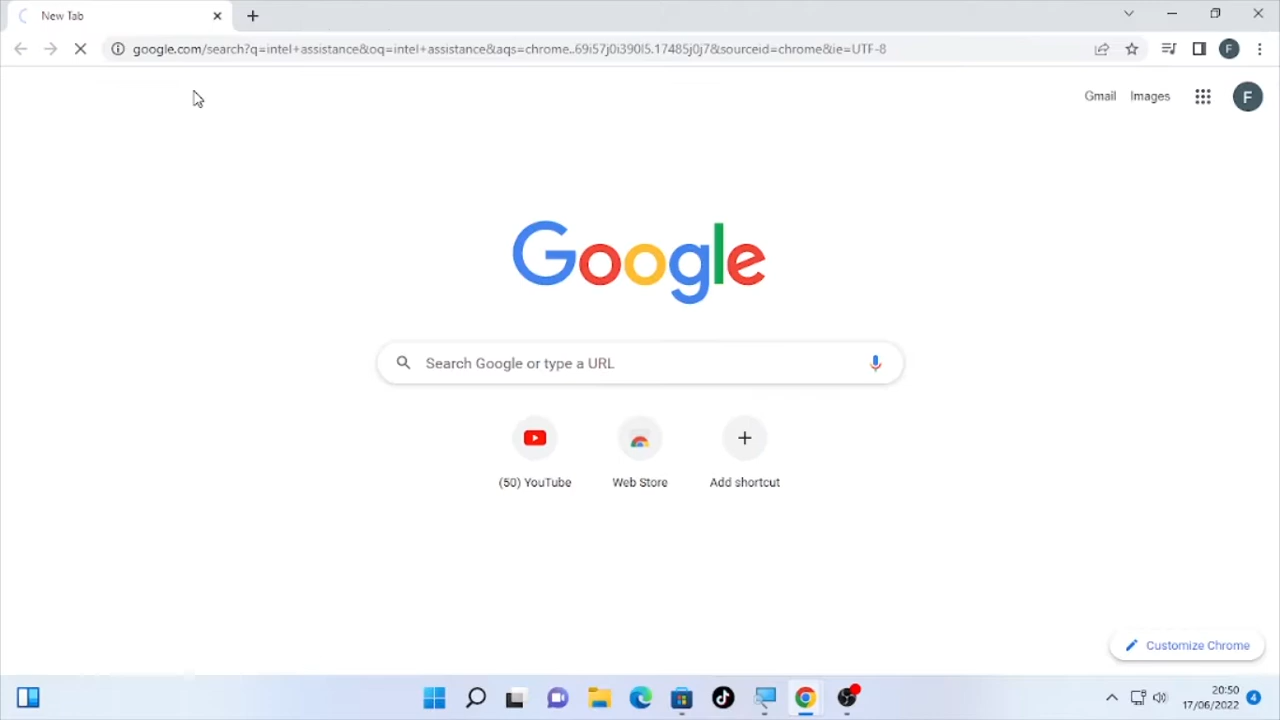 New Tab
google.com/search?q=intel+assistance&oq=intel+assistance&aqs=chrome..69i57j0i390l5.17485j0j7&sourceid=chrome&ie=UTF-8
F
Gmail
Images
F
Google
Search Google or type a URL
(50) YouTube
Web Store
Add shortcut
Customize Chrome
20:50
17/06/2022
4